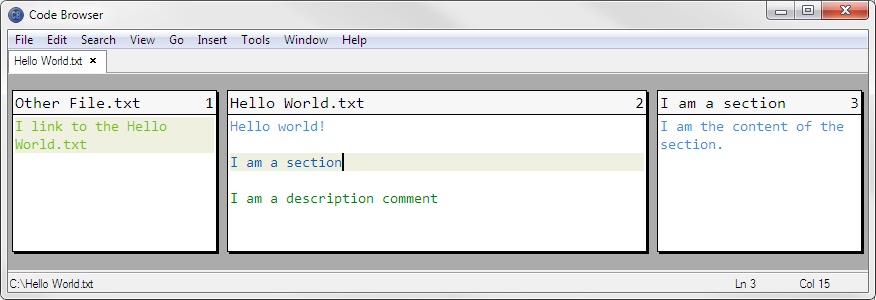 Code Browser
File Edit Search View Go Insert Tools Window Help
Hello World.txt
Other File.txt 1
I link to the Hello
World.txt
Hello World.txt 2
Hello world!
I am a section
I am a description comment
I am a section 3
I am the content of the
section.
C:\Hello World.txt Ln 3 Col 15